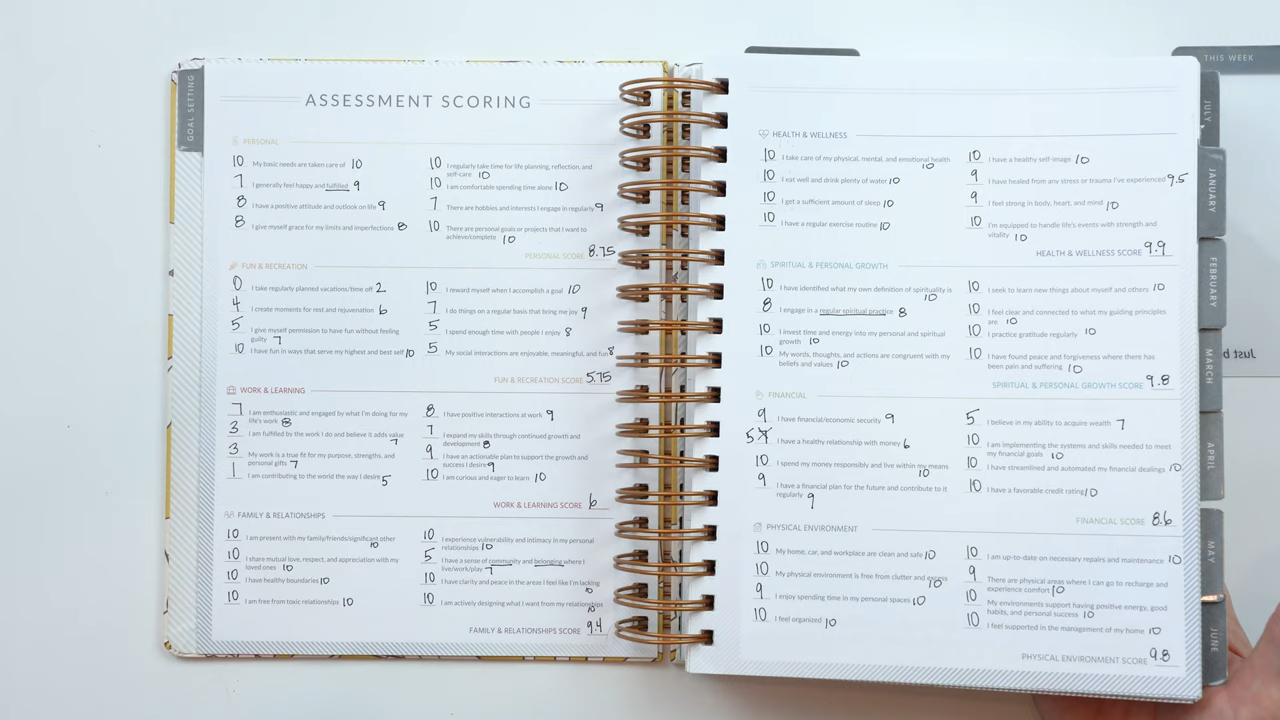 GOAL SETTING
ASSESSMENT SCORING
PERSONAL
10 My basic needs are taken care of 10
7 I generally feel happy and fulfilled 9
8 I have a positive attitude and outlook on life 9
8 I give myself grace for my limits and imperfections 8
10 I regularly take time for life planning, reflection, and
self-care 10
10 I am comfortable spending time alone 10
7 There are hobbies and interests I engage in regularly 9
10 There are personal goals or projects that I want to
achieve/complete 10
PERSONAL SCORE 8.75
FUN & RECREATION
0 I take regularly planned vacations/time off 2
4 I create moments for rest and rejuvenation 6
5 I give myself permission to have fun without feeling
guilty 7
10 I have fun in ways that serve my highest and best self 10
10 I reward myself when I accomplish a goal 10
7 I do things on a regular basis that bring me joy 9
5 I spend enough time with people I enjoy 8
5 My social interactions are enjoyable, meaningful, and fun 8
FUN & RECREATION SCORE 5.75
WORK & LEARNING
7 I am enthusiastic and engaged by what I'm doing for my
life's work 8
3 I am fulfilled by the work I do and believe it adds value
7
3 My work is a true fit for my purpose, strengths, and
personal gifts 7
1 I am contributing to the world the way I desire 5
8 I have positive interactions at work 9
7 I expand my skills through continued growth and
development 8
9 I have an actionable plan to support the growth and
success I desire 9
10 I am curious and eager to learn 10
WORK & LEARNING SCORE 6
FAMILY & RELATIONSHIPS
10 I am present with my family/friends/significant other
10
10 I share mutual love, respect, and appreciation with my
loved ones 10
10 I have healthy boundaries 10
10 I am free from toxic relationships 10
10 I experience vulnerability and intimacy in my personal
relationships 10
5 I have a sense of community and belonging where I
live/work/play 7
10 I have clarity and peace in the areas I feel like I'm lacking
10
10 I am actively designing what I want from my relationships
10
FAMILY & RELATIONSHIPS SCORE 9.4
HEALTH & WELLNESS
10 I take care of my physical, mental, and emotional health
10
10 I eat well and drink plenty of water 10
10 I get a sufficient amount of sleep 10
10 I have a regular exercise routine 10
10 I have a healthy self-image 10
9 I have healed from any stress or trauma I've experienced 9.5
9 I feel strong in body, heart, and mind 10
10 I'm equipped to handle life's events with strength and
vitality 10
HEALTH & WELLNESS SCORE 9.9
SPIRITUAL & PERSONAL GROWTH
10 I have identified what my own definition of spirituality is
10
8 I engage in a regular spiritual practice 8
10 I invest time and energy into my personal and spiritual
growth 10
10 My words, thoughts, and actions are congruent with my
beliefs and values 10
10 I seek to learn new things about myself and others 10
10 I feel clear and connected to what my guiding principles
are 10
10 I practice gratitude regularly 10
10 I have found peace and forgiveness where there has
been pain and suffering 10
SPIRITUAL & PERSONAL GROWTH SCORE 9.8
FINANCIAL
9 I have financial/economic security 9
5 I have a healthy relationship with money 6
10 I spend my money responsibly and live within my means
10
9 I have a financial plan for the future and contribute to it
regularly 9
5 I believe in my ability to acquire wealth 7
10 I am implementing the systems and skills needed to meet
my financial goals 10
10 I have streamlined and automated my financial dealings 10
10 I have a favorable credit rating 10
FINANCIAL SCORE 8.6
PHYSICAL ENVIRONMENT
10 My home, car, and workplace are clean and safe 10
10 My physical environment is free from clutter and excess
10
9 I enjoy spending time in my personal spaces 10
10 I feel organized 10
10 I am up-to-date on necessary repairs and maintenance 10
9 There are physical areas where I can go to recharge and
experience comfort 10
10 My environments support having positive energy, good
habits, and personal success 10
10 I feel supported in the management of my home 10
PHYSICAL ENVIRONMENT SCORE 9.8
THIS WEEK
JULY
JANUARY
FEBRUARY
MARCH
APRIL
MAY
JUNE